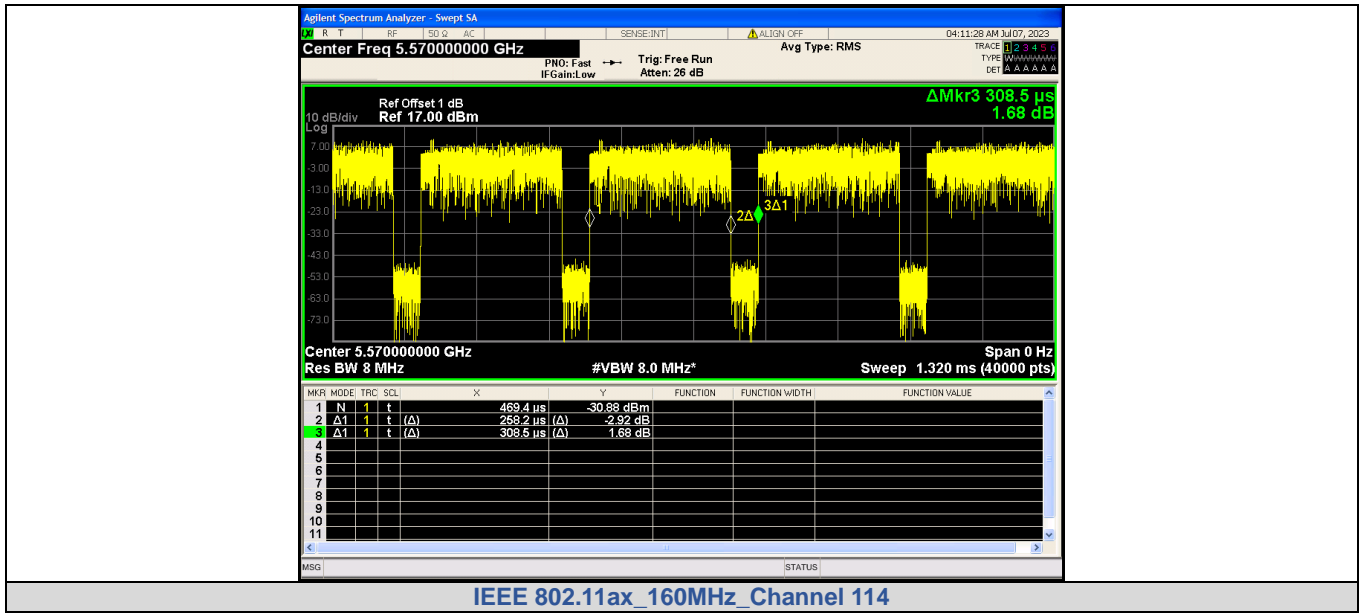 Agilent Spectrum Analyzer - Swept SA
LXI R T RF 50 Ω AC SENSE:INT ALIGN OFF 04:11:28 AM Jul 07, 2023
Center Freq 5.570000000 GHz Avg Type: RMS TRACE 1 2 3 4 5 6
PNO: Fast Trig: Free Run TYPE W
IFGain:Low Atten: 26 dB DET A A A A A A
ΔMkr3 308.5 µs
Ref Offset 1 dB
10 dB/div Ref 17.00 dBm 1.68 dB
Log
7.00
-3.00
-13.0
-23.0
2Δ 3Δ1
-33.0
-43.0
-53.0
-63.0
-73.0
Center 5.570000000 GHz Span 0 Hz
Res BW 8 MHz #VBW 8.0 MHz* Sweep 1.320 ms (40000 pts)
MKR MODE TRC SCL X Y FUNCTION FUNCTION WIDTH FUNCTION VALUE
1 N 1 t 469.4 µs -30.88 dBm
2 Δ1 1 t (Δ) 258.2 µs (Δ) -2.92 dB
3 Δ1 1 t (Δ) 308.5 µs (Δ) 1.68 dB
4
5
6
7
8
9
10
11
MSG STATUS
IEEE 802.11ax_160MHz_Channel 114